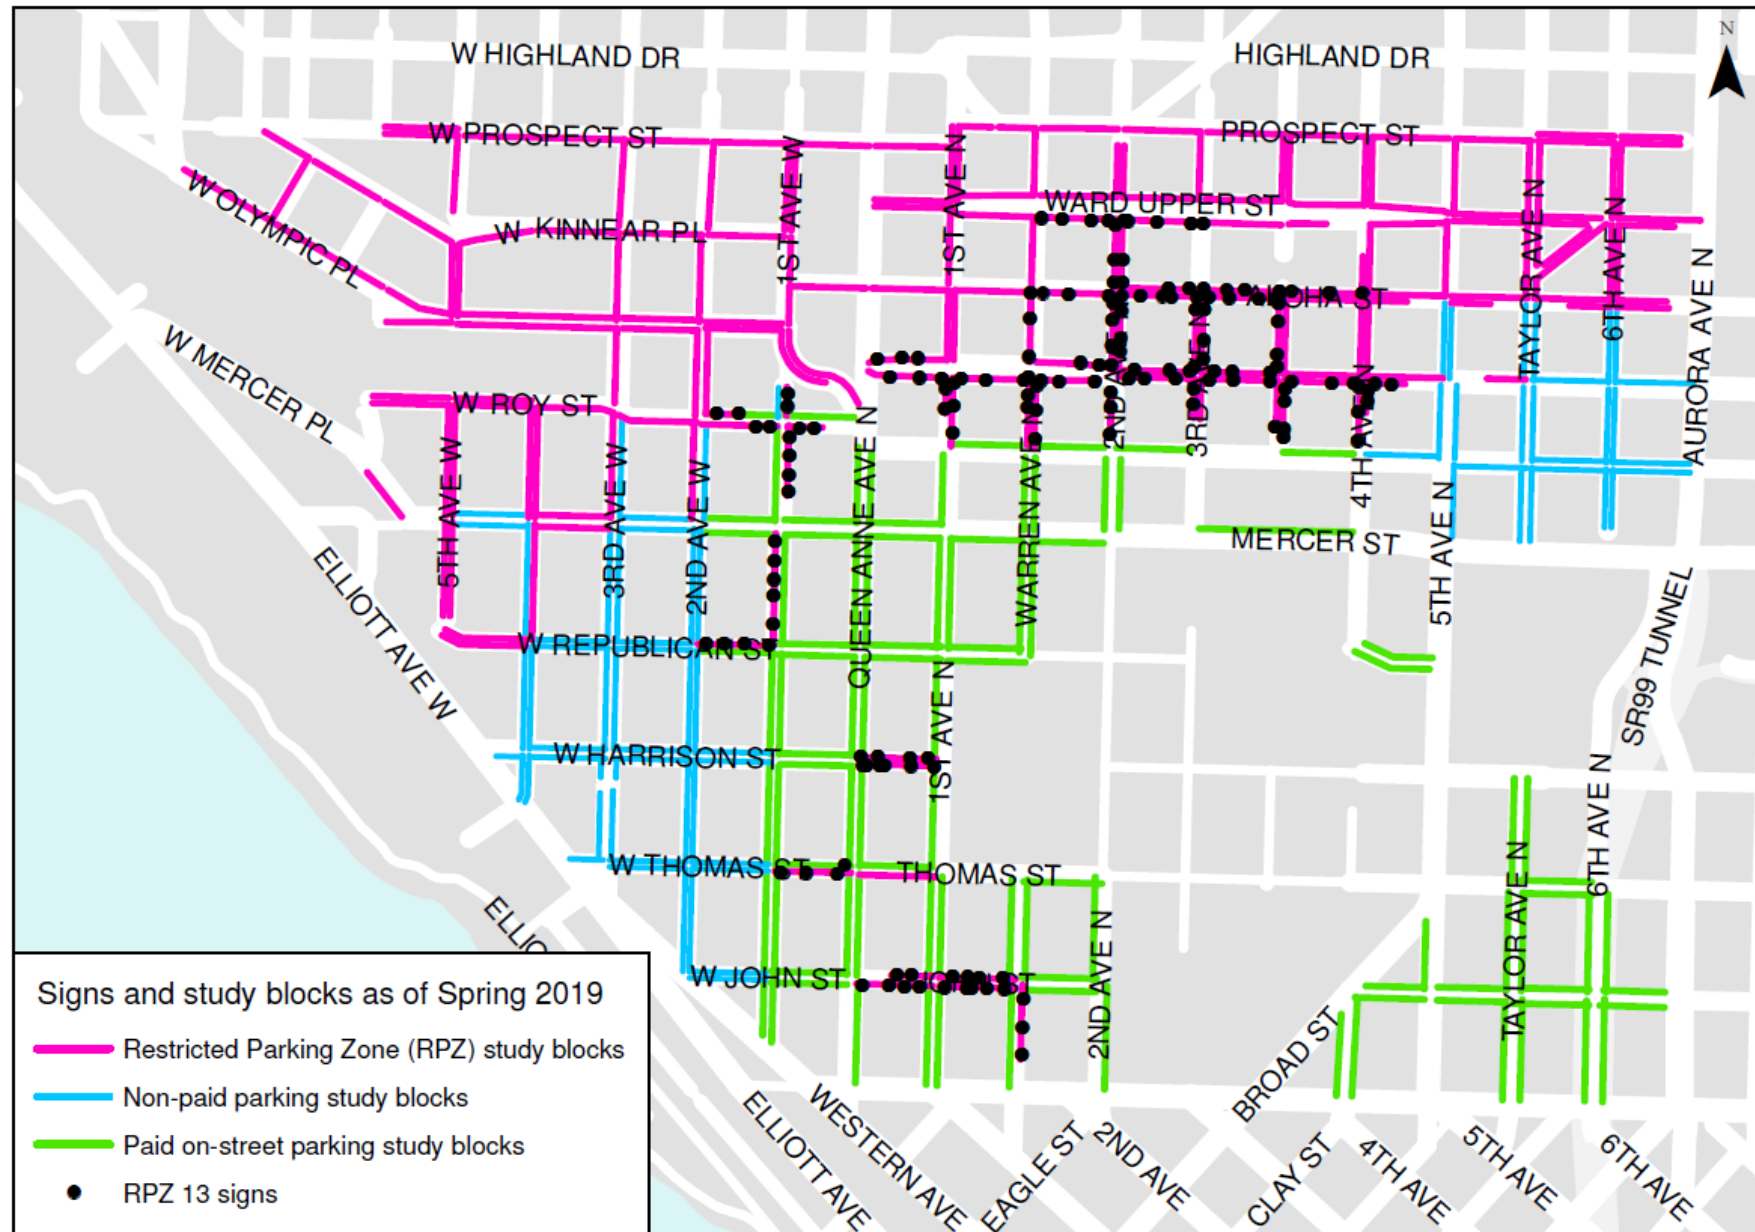 N
W HIGHLAND DR
HIGHLAND DR
W PROSPECT ST
PROSPECT ST
1ST AVE W
1ST AVE N
W OLYMPIC PL
W KINNEAR PL
WARD UPPER ST
TAYLOR AVE N
6TH AVE N
AURORA AVE N
ALOHA ST
W MERCER PL
W ROY ST
2ND AVE N
3RD AVE N
4TH AVE N
5TH AVE W
3RD AVE W
2ND AVE W
QUEEN ANNE AVE N
WARREN AVE N
MERCER ST
5TH AVE N
ELLIOTT AVE W
W REPUBLICAN ST
SR99 TUNNEL
1ST AVE N
W HARRISON ST
6TH AVE N
W THOMAS ST
THOMAS ST
TAYLOR AVE N
W JOHN ST
2ND AVE N
BROAD ST
Signs and study blocks as of Spring 2019
Restricted Parking Zone (RPZ) study blocks
Non-paid parking study blocks
Paid on-street parking study blocks
RPZ 13 signs
ELLIOTT AVE
WESTERN AVE
EAGLE ST
2ND AVE
CLAY ST
4TH AVE
5TH AVE
6TH AVE